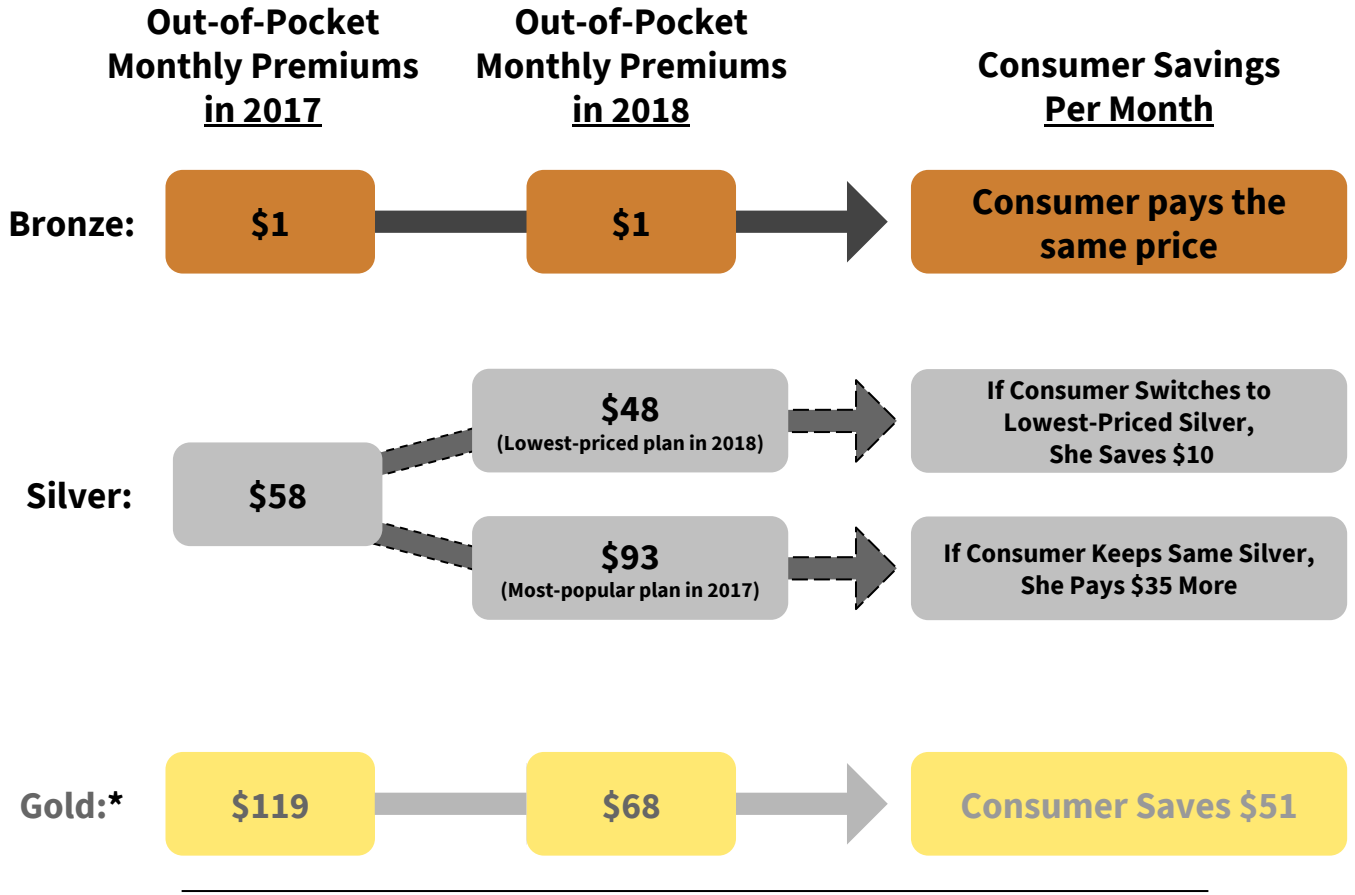 Out-of-Pocket
Monthly Premiums
in 2017
Out-of-Pocket
Monthly Premiums
in 2018
Consumer Savings
Per Month
Bronze:
$1
$1
Consumer pays the
same price
Silver:
$58
$48
(Lowest-priced plan in 2018)
If Consumer Switches to
Lowest-Priced Silver,
She Saves $10
$93
(Most-popular plan in 2017)
If Consumer Keeps Same Silver,
She Pays $35 More
Gold:*
$119
$68
Consumer Saves $51